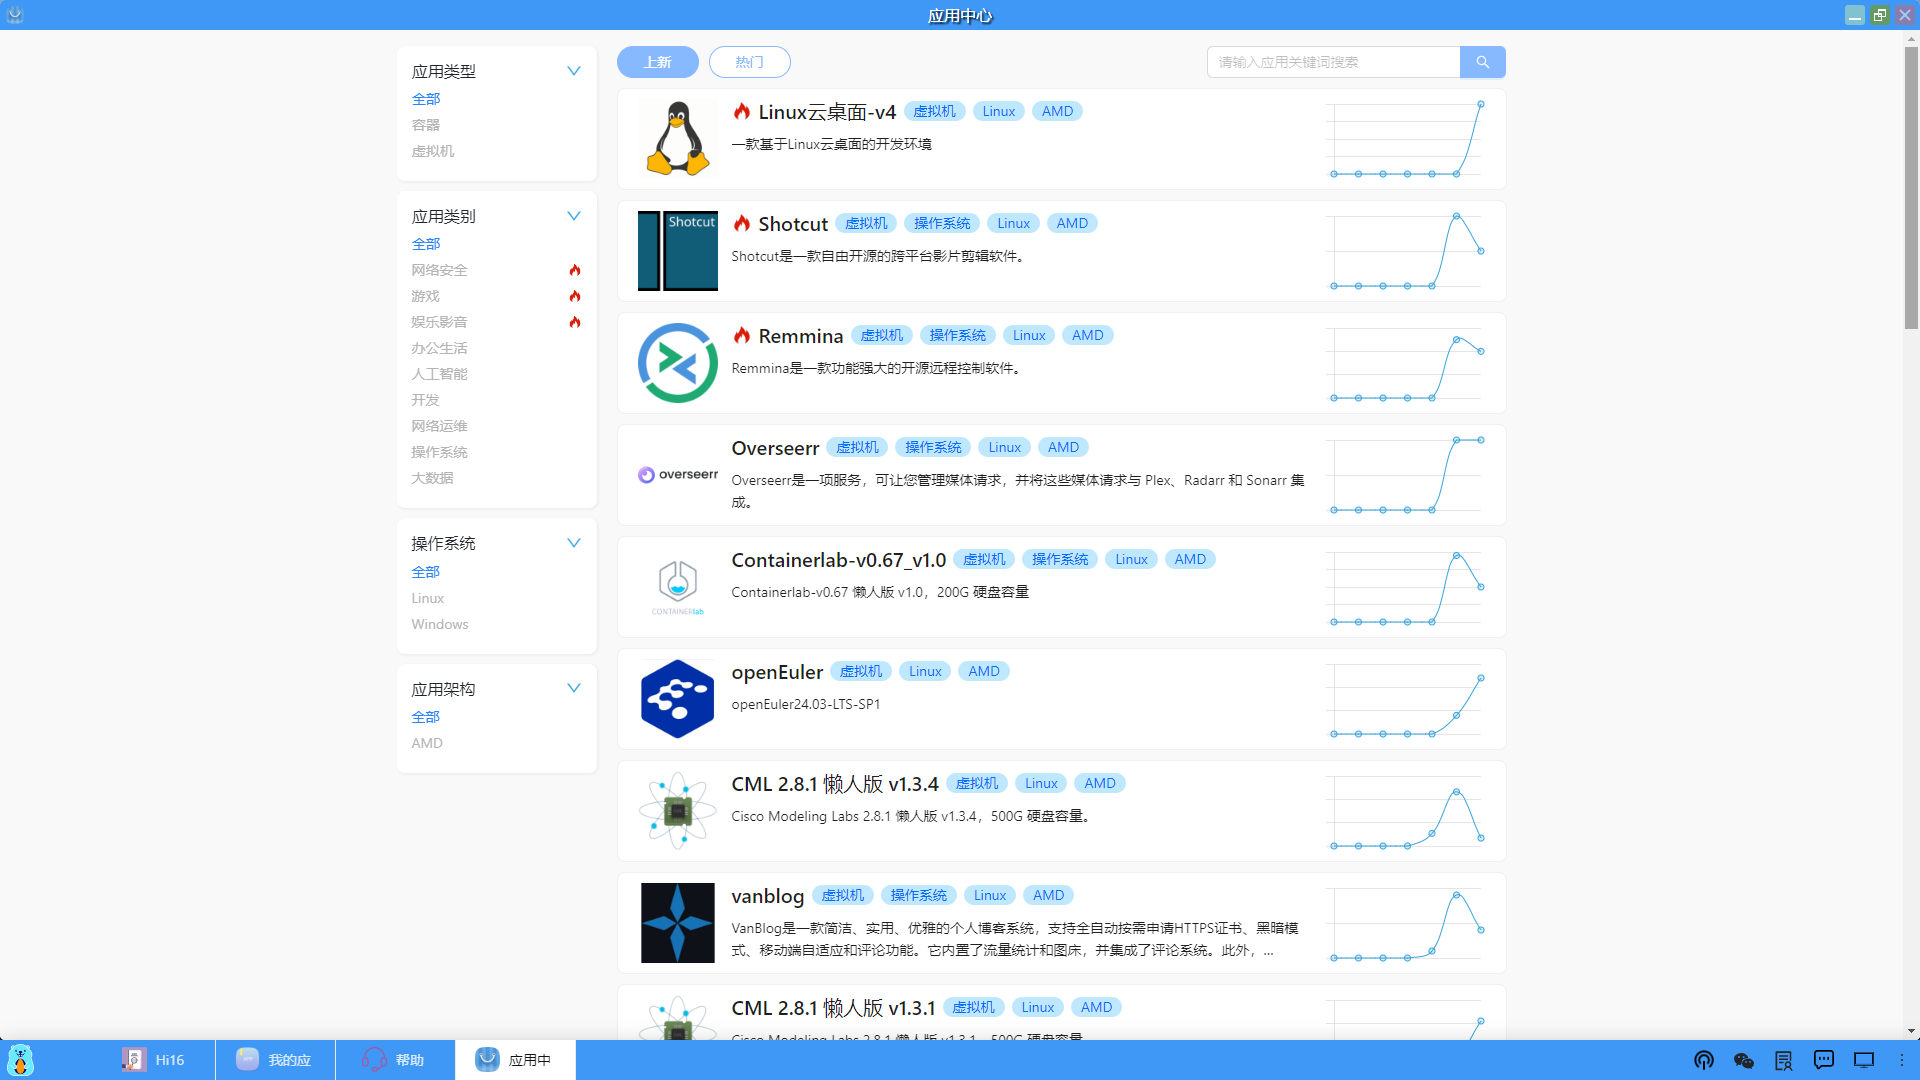 应用中心
应用类型
全部
容器
虚拟机
应用类别
全部
网络安全
游戏
娱乐影音
办公生活
人工智能
开发
网络运维
操作系统
大数据
操作系统
全部
Linux
Windows
应用架构
全部
AMD
上新 热门 请输入应用关键词搜索
Linux云桌面-v4 虚拟机 Linux AMD
一款基于Linux云桌面的开发环境
Shotcut
Shotcut 虚拟机 操作系统 Linux AMD
Shotcut是一款自由开源的跨平台影片剪辑软件。
Remmina 虚拟机 操作系统 Linux AMD
Remmina是一款功能强大的开源远程控制软件。
overseerr
Overseerr 虚拟机 操作系统 Linux AMD
Overseerr是一项服务，可让您管理媒体请求，并将这些媒体请求与 Plex、Radarr 和 Sonarr 集
成。
CONTAINERlab
Containerlab-v0.67_v1.0 虚拟机 操作系统 Linux AMD
Containerlab-v0.67 懒人版 v1.0，200G 硬盘容量
openEuler 虚拟机 Linux AMD
openEuler24.03-LTS-SP1
CML 2.8.1 懒人版 v1.3.4 虚拟机 Linux AMD
Cisco Modeling Labs 2.8.1 懒人版 v1.3.4，500G 硬盘容量。
vanblog 虚拟机 操作系统 Linux AMD
VanBlog是一款简洁、实用、优雅的个人博客系统，支持全自动按需申请HTTPS证书、黑暗模
式、移动端自适应和评论功能。它内置了流量统计和图床，并集成了评论系统。此外，...
CML 2.8.1 懒人版 v1.3.1 虚拟机 Linux AMD
Cisco Modeling Labs 2.8.1 懒人版 v1.3.1，500G 硬盘容量
Hi16 我的应 帮助 应用中